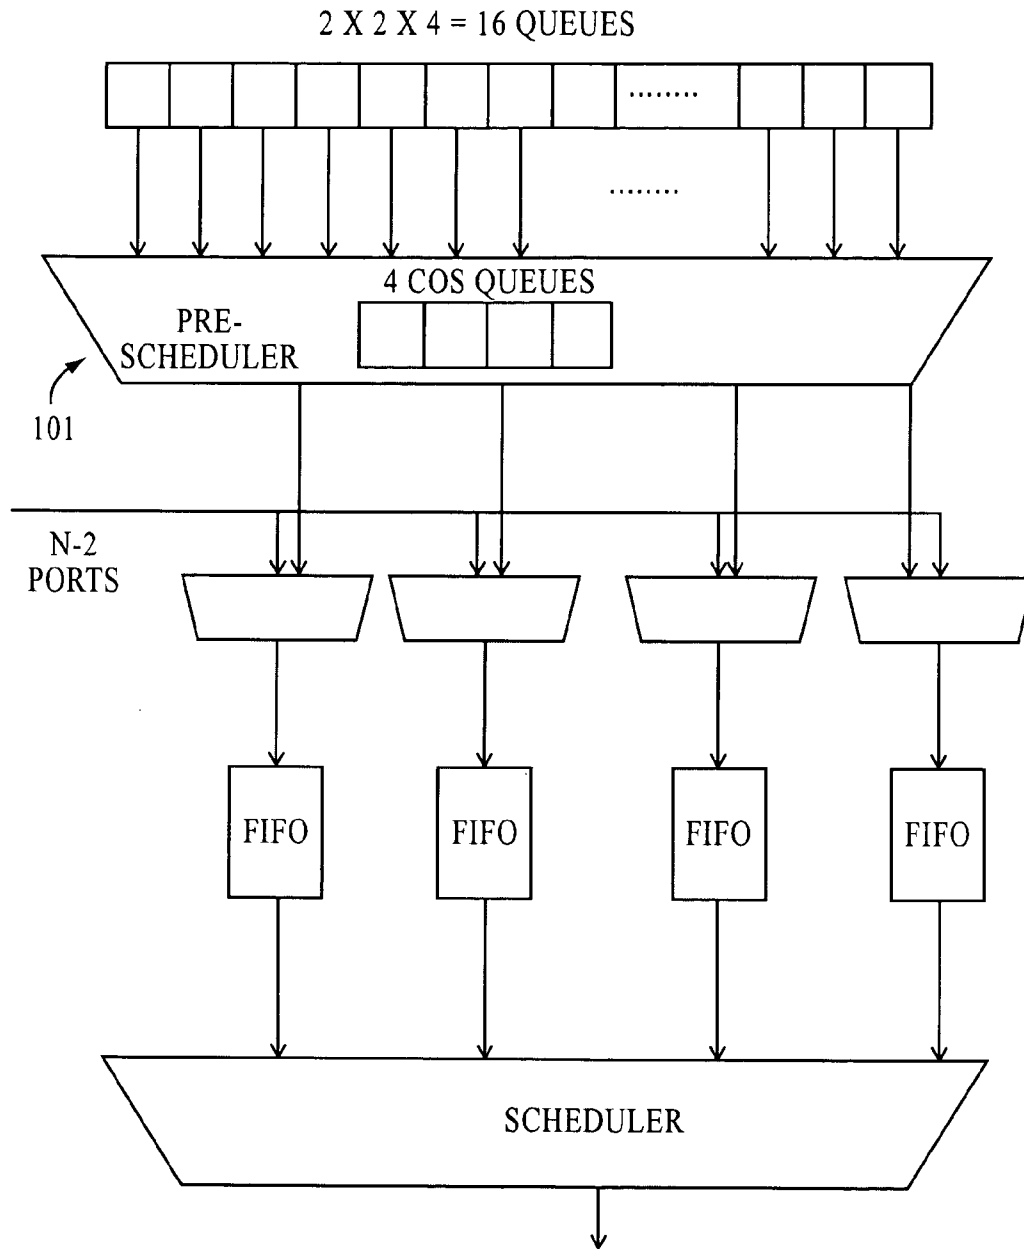 2 X 2 X 4 = 16 QUEUES
4 COS QUEUES
PRE-
SCHEDULER
101
N-2
PORTS
FIFO
FIFO
FIFO
FIFO
SCHEDULER